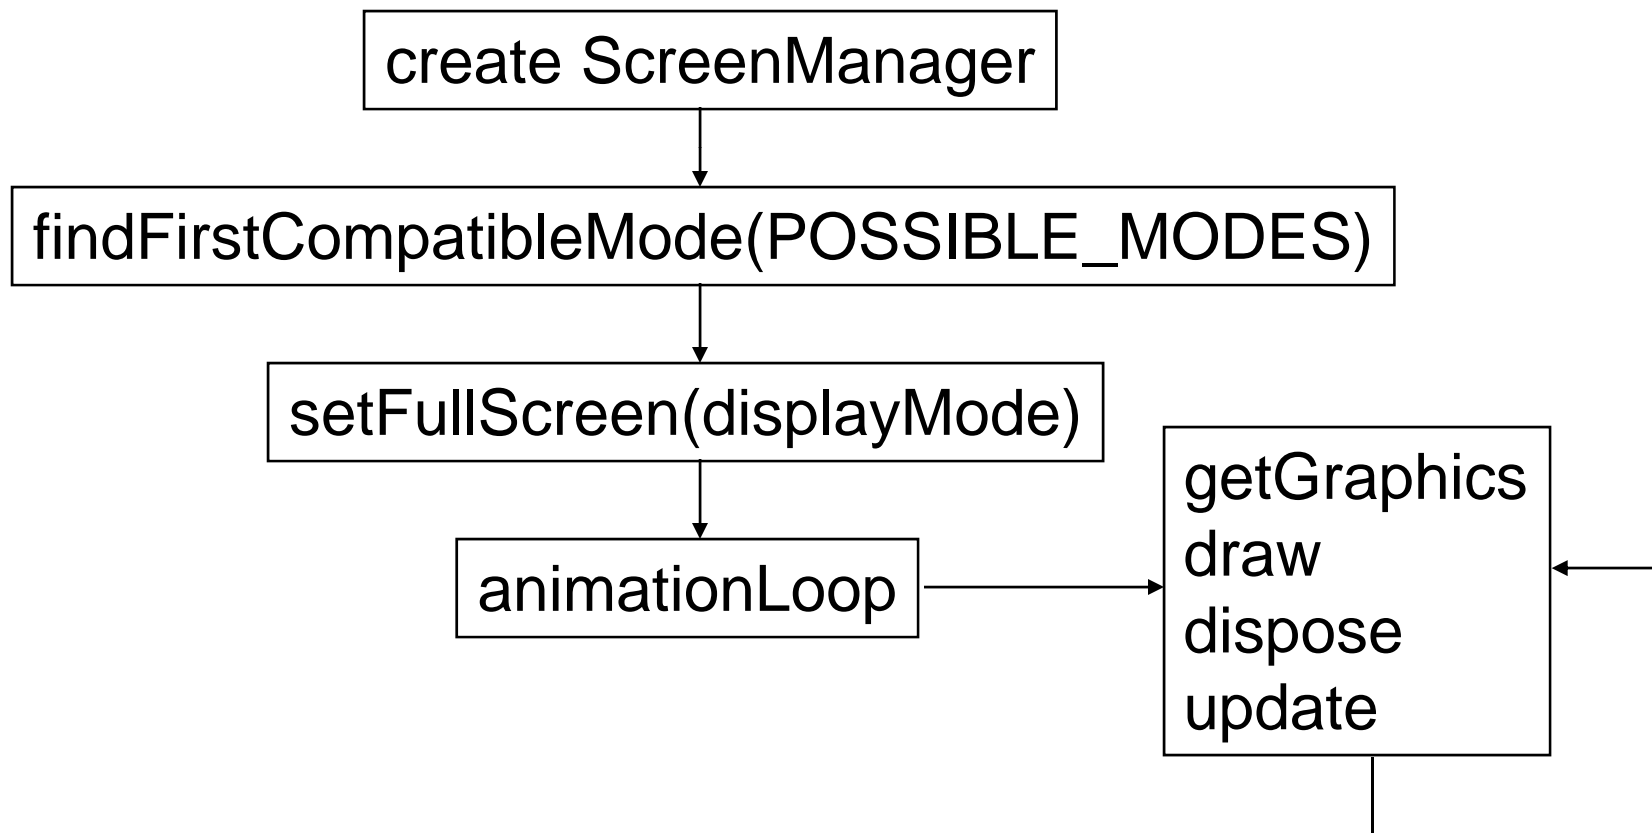 create ScreenManager
findFirstCompatibleMode(POSSIBLE_MODES)
setFullScreen(displayMode)
animationLoop
getGraphics
draw
dispose
update